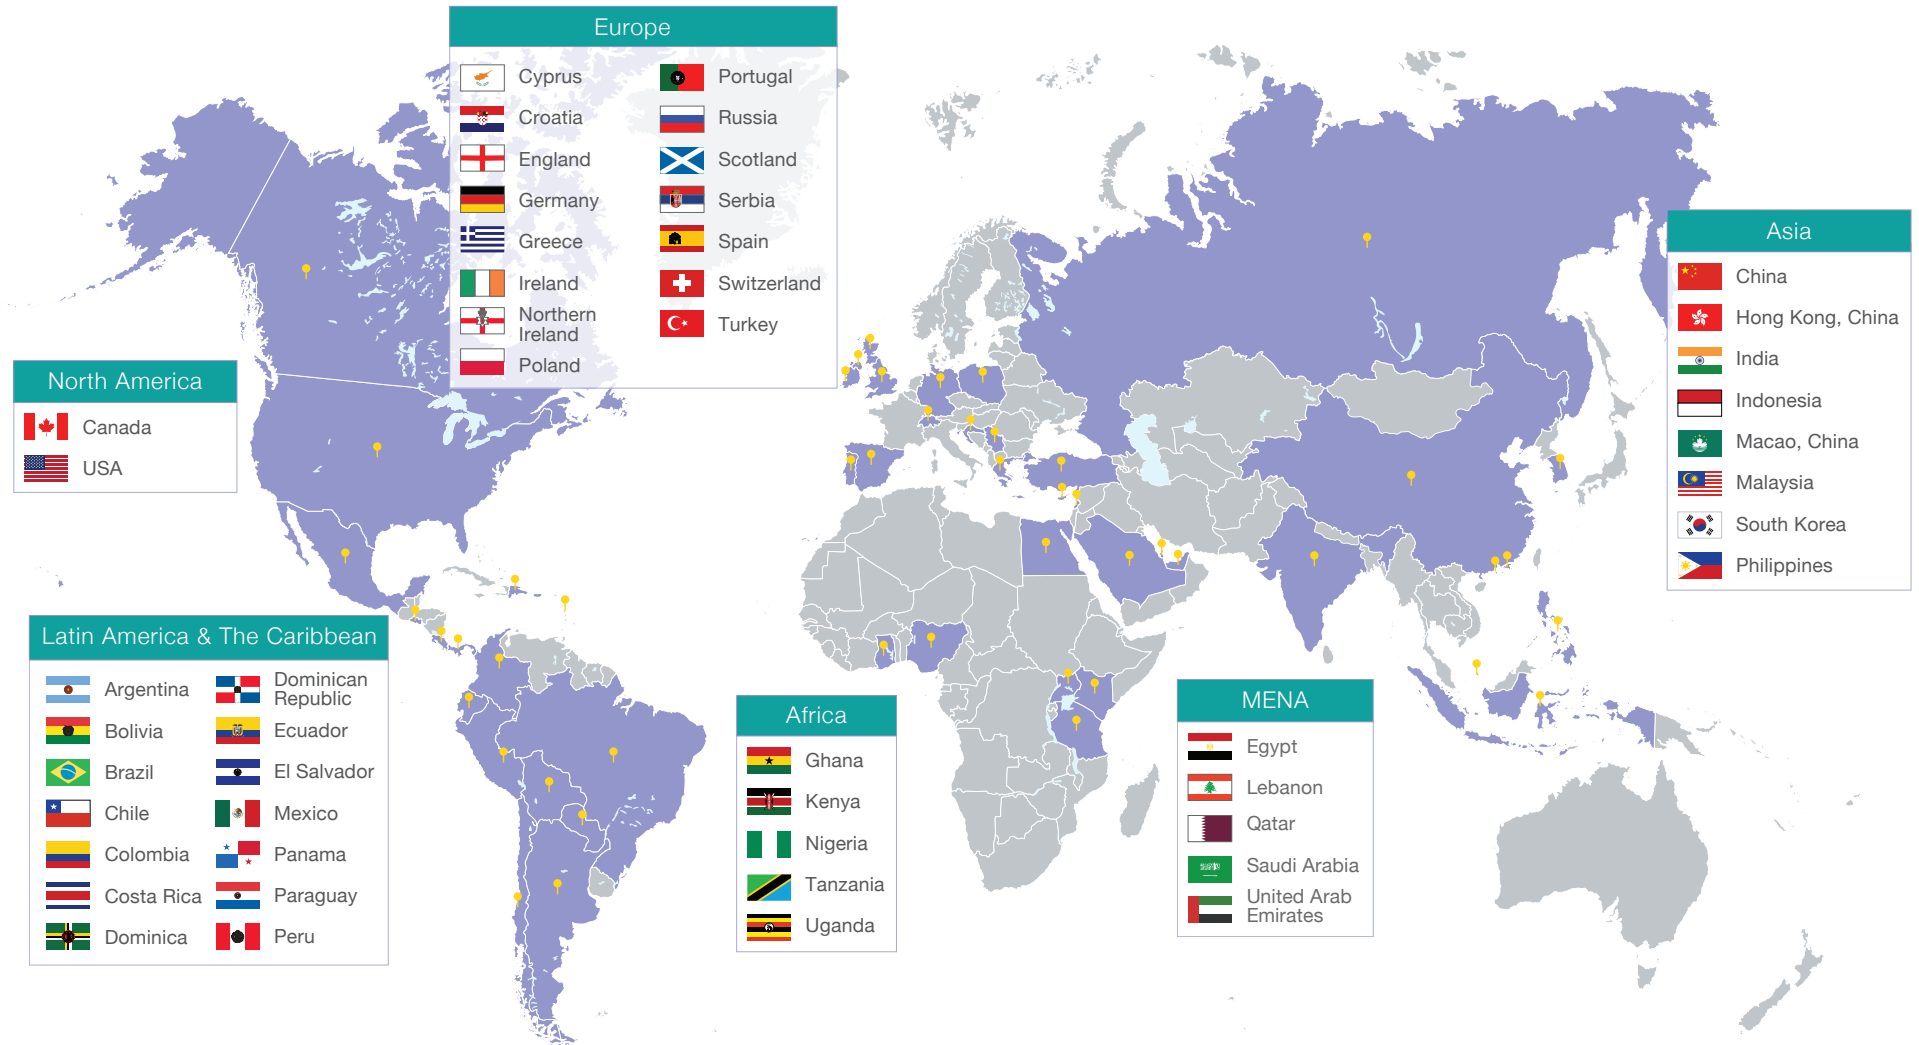 Europe
Cyprus
Croatia
England
Germany
Greece
Ireland
Northern
Ireland
Poland
Portugal
Russia
Scotland
Serbia
Spain
Switzerland
Turkey
North America
Canada
USA
Asia
China
Hong Kong, China
India
Indonesia
Macao, China
Malaysia
South Korea
Philippines
Latin America & The Caribbean
Argentina
Bolivia
Brazil
Chile
Colombia
Costa Rica
Dominica
Dominican
Republic
Ecuador
El Salvador
Mexico
Panama
Paraguay
Peru
Africa
Ghana
Kenya
Nigeria
Tanzania
Uganda
MENA
Egypt
Lebanon
Qatar
Saudi Arabia
United Arab
Emirates